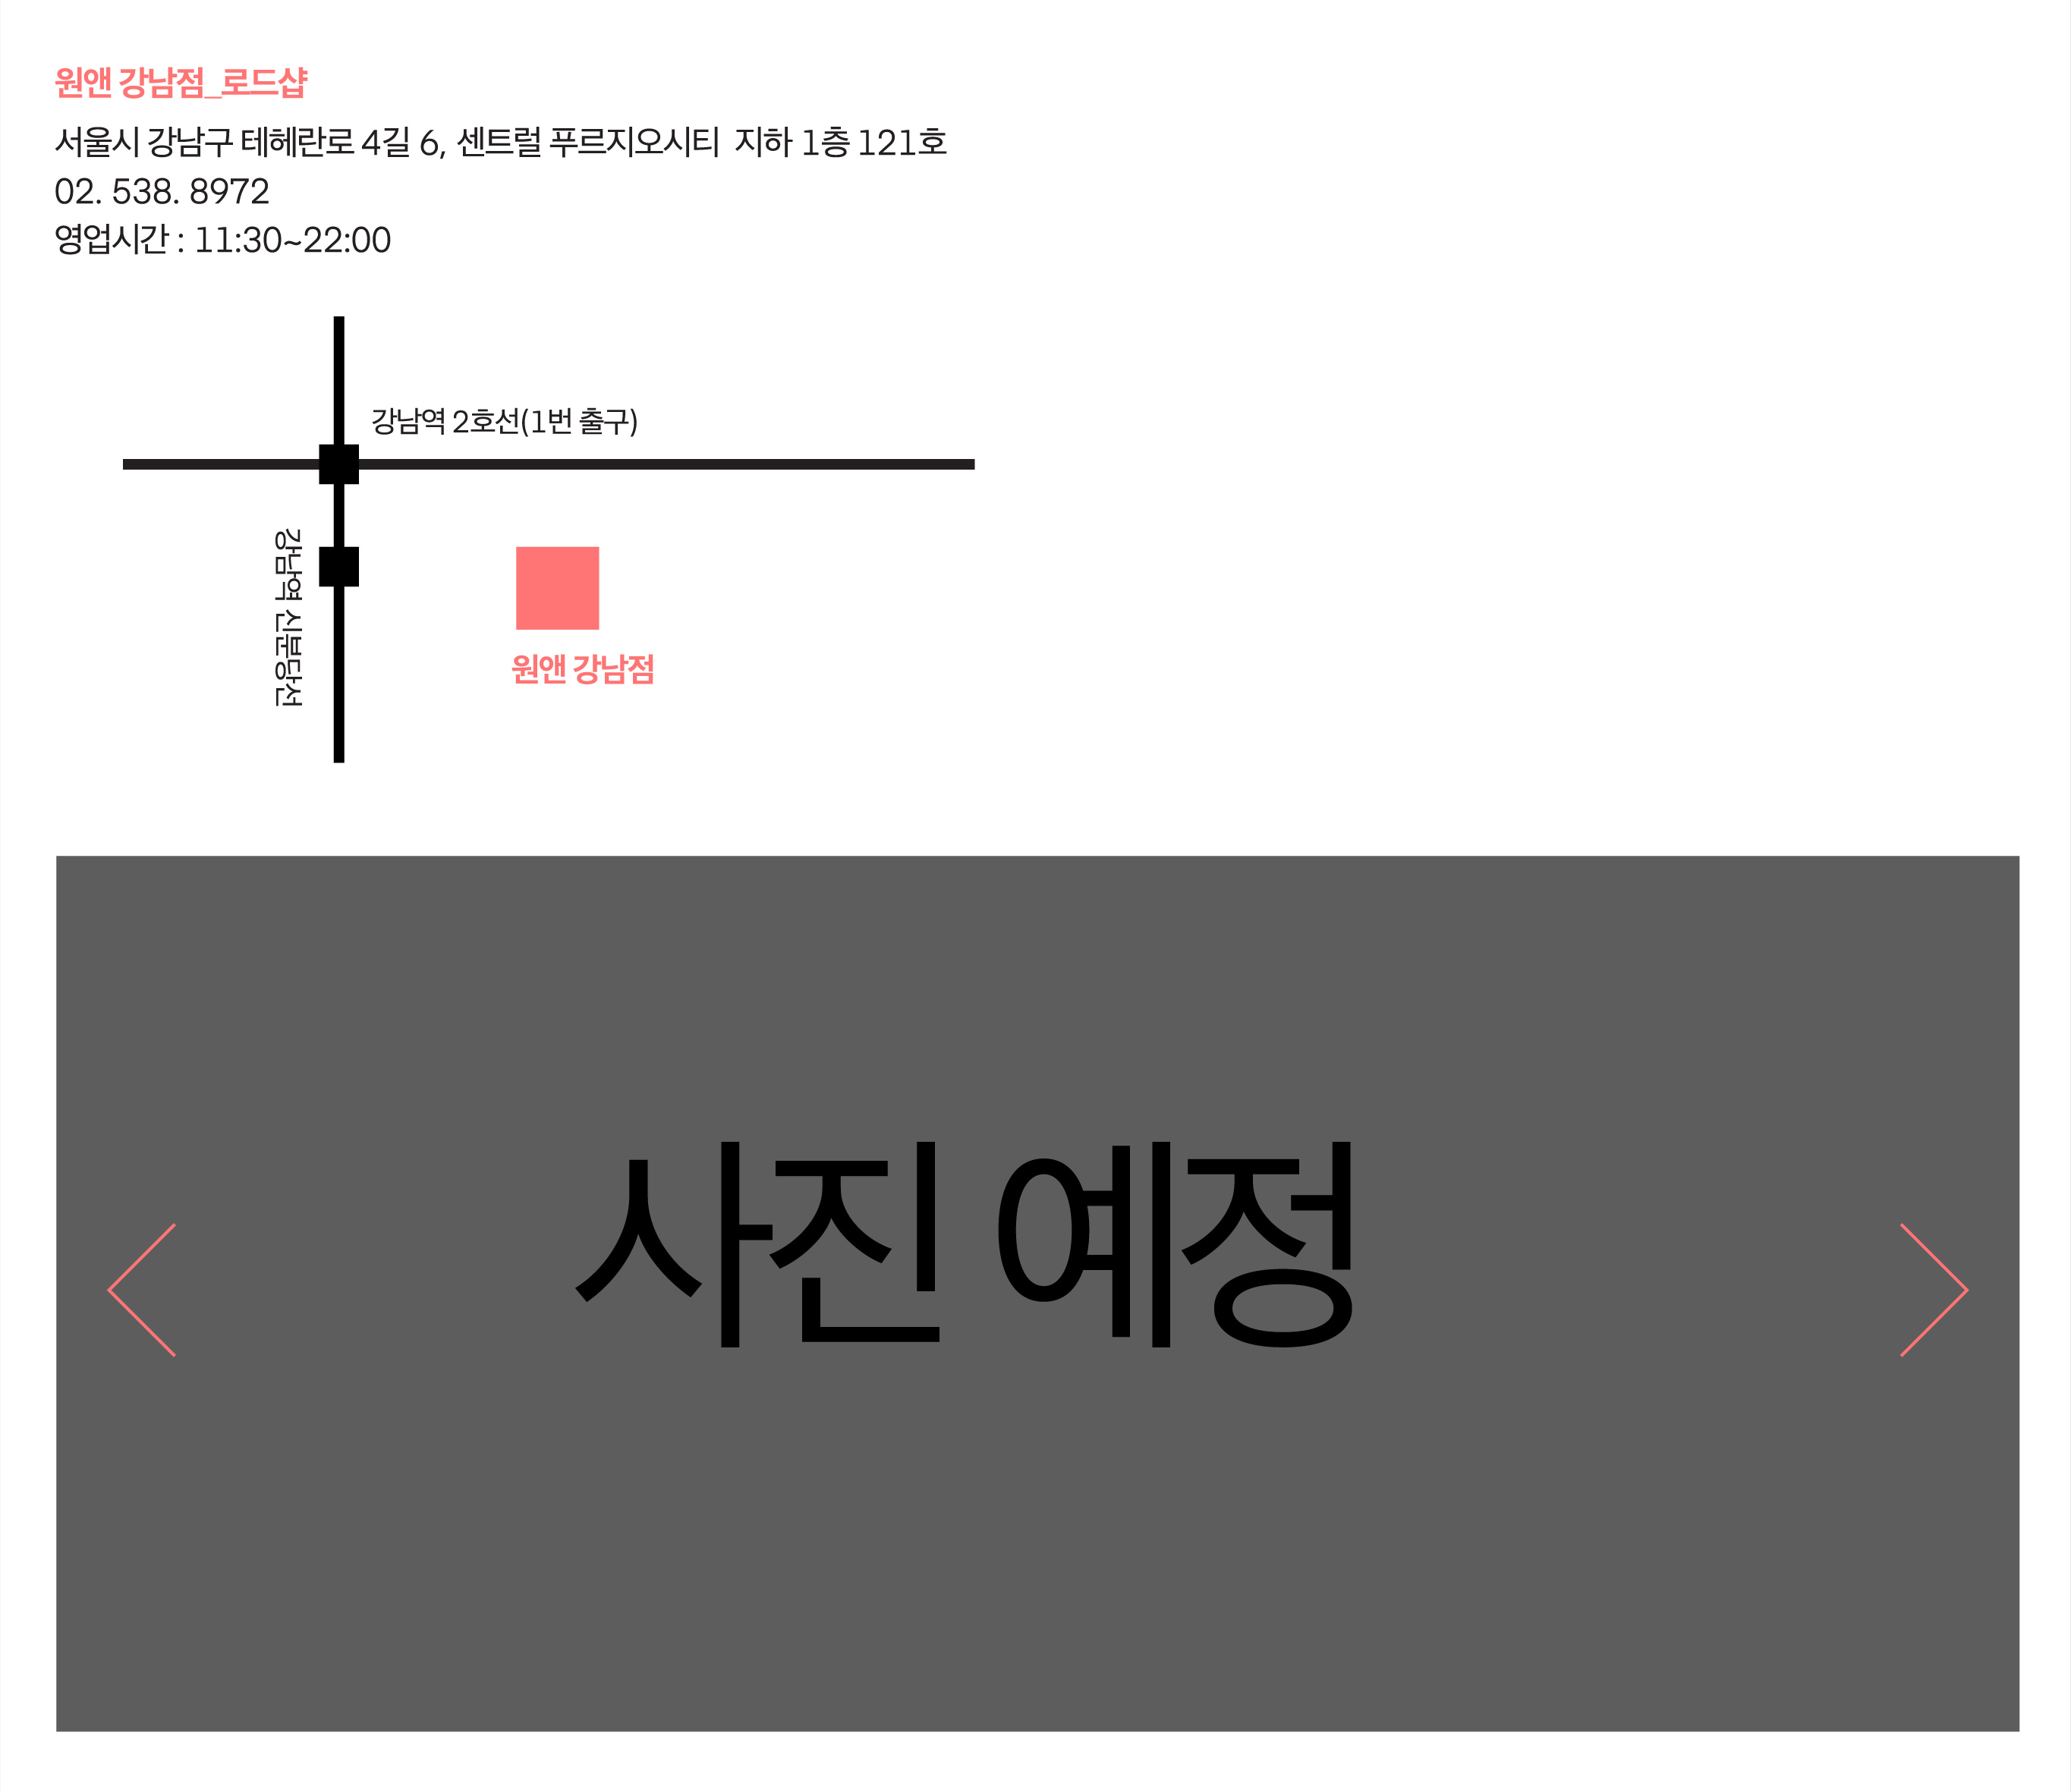 원앤 강남점_로드샵
서울시 강남구 테헤란로 4길 6, 센트럴 푸르지오시티 지하 1층 121호
02. 538. 8972
영업시간 : 11:30~22:00
강남역 2호선(1번 출구)
강남역 신분당선
원앤 강남점
사진 예정